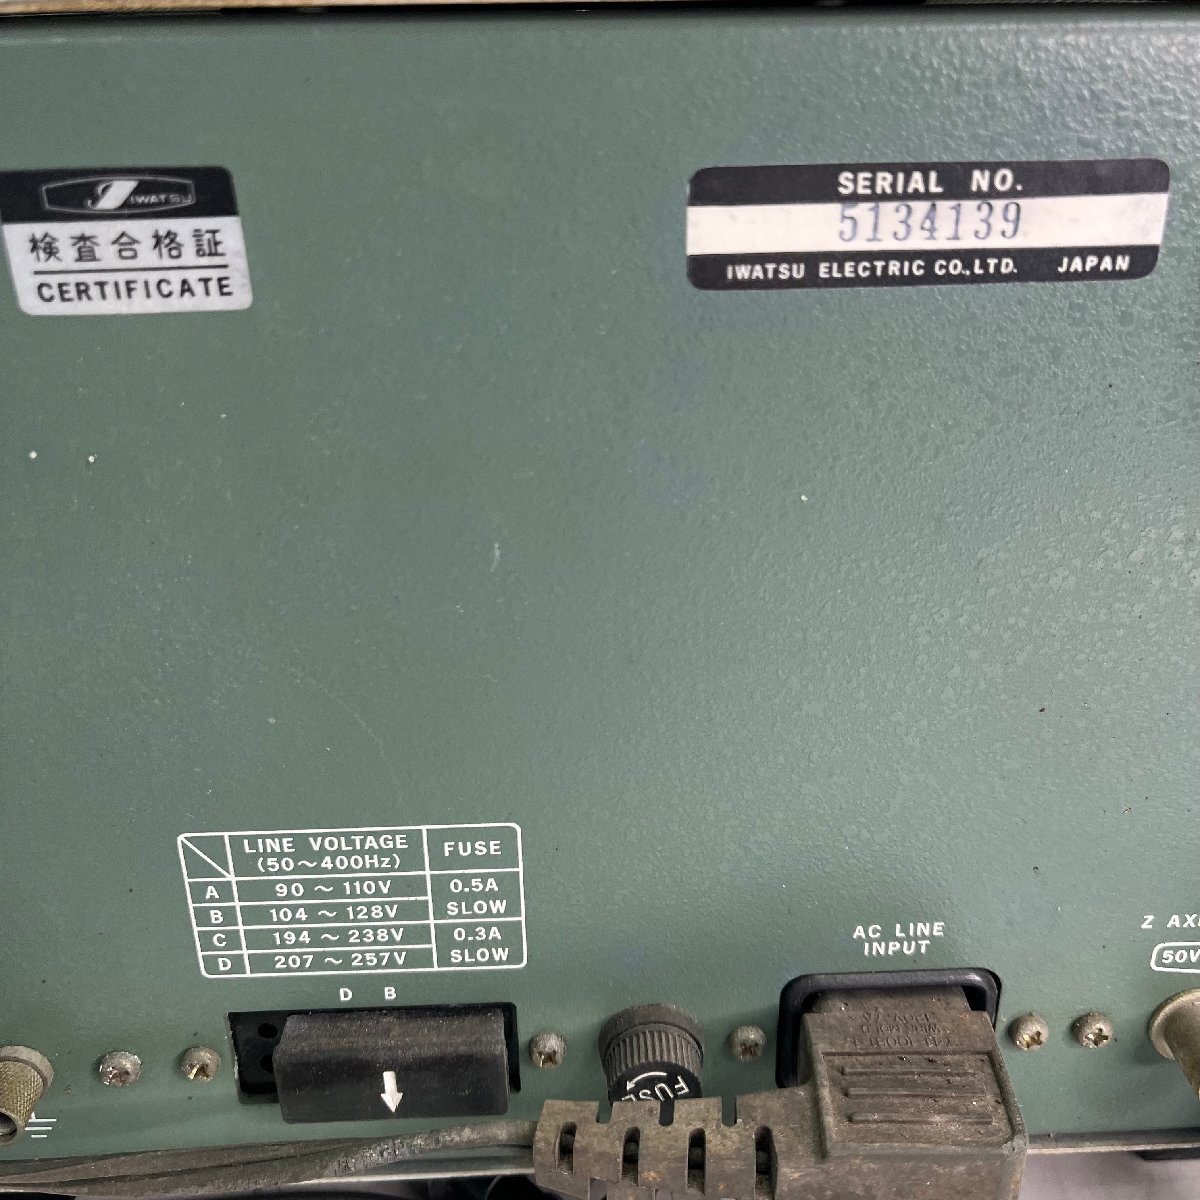 IWATSU
検査合格証
CERTIFICATE
SERIAL NO.
5134139
IWATSU ELECTRIC CO.,LTD. JAPAN
LINE VOLTAGE
(50～400Hz)
FUSE
A 90 ～ 110V
B 104 ～ 128V
0.5A
SLOW
C 194 ～ 238V
D 207 ～ 257V
0.3A
SLOW
D B
AC LINE
INPUT
Z AXI
50V
FUSE